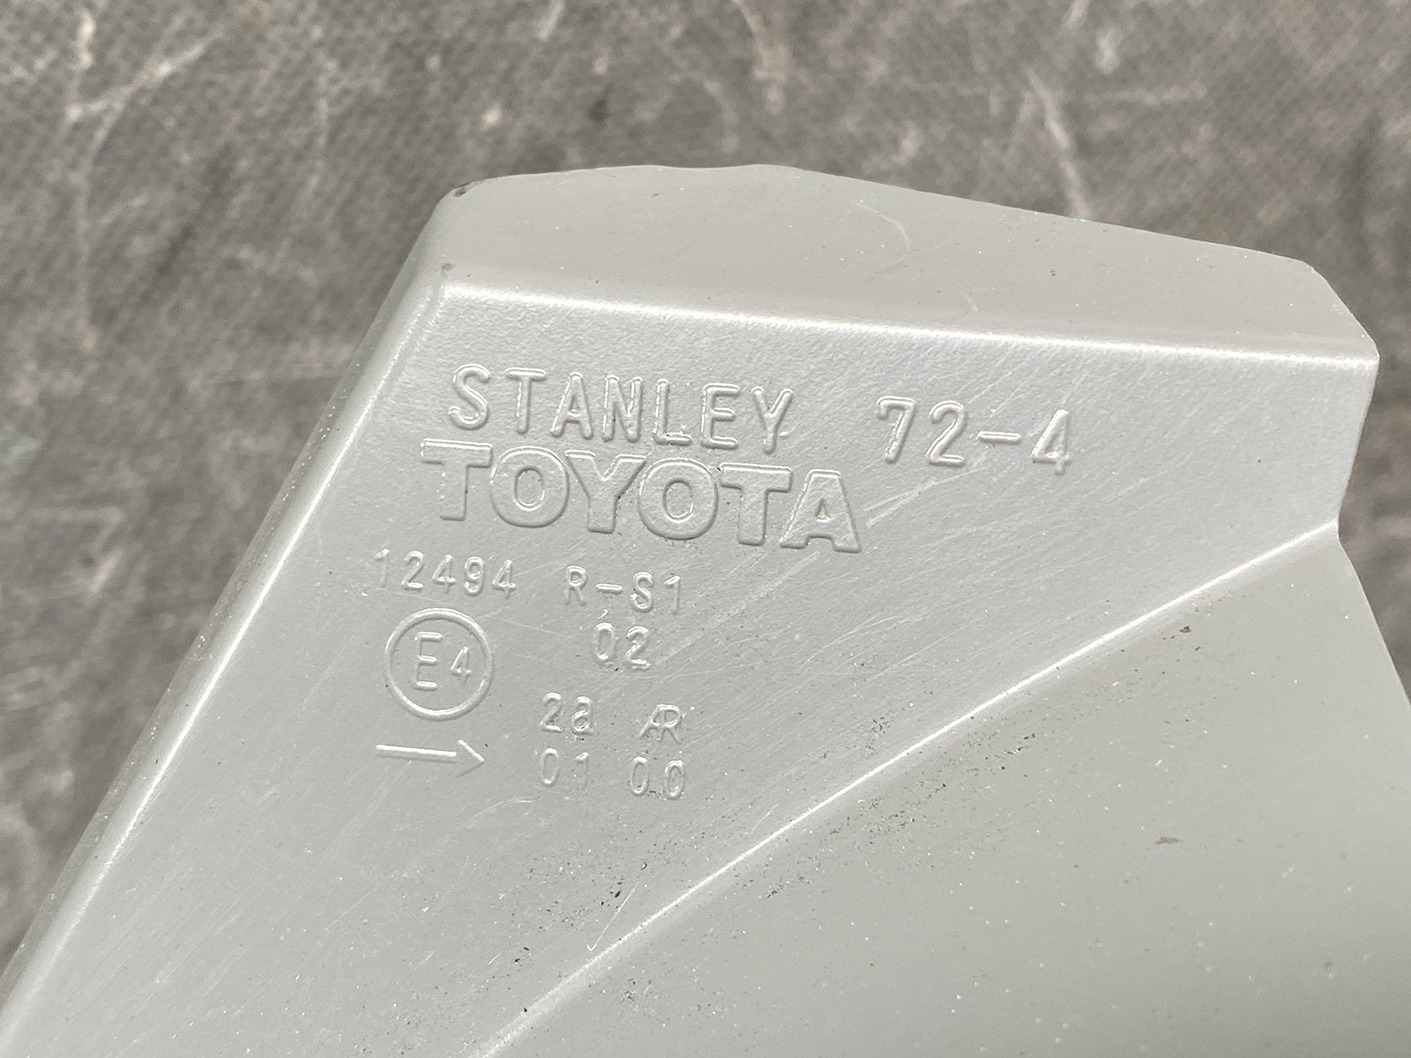 STANLEY 72-4
TOYOTA
12494 R-S1
02
E4
2a AR
→ 01 00